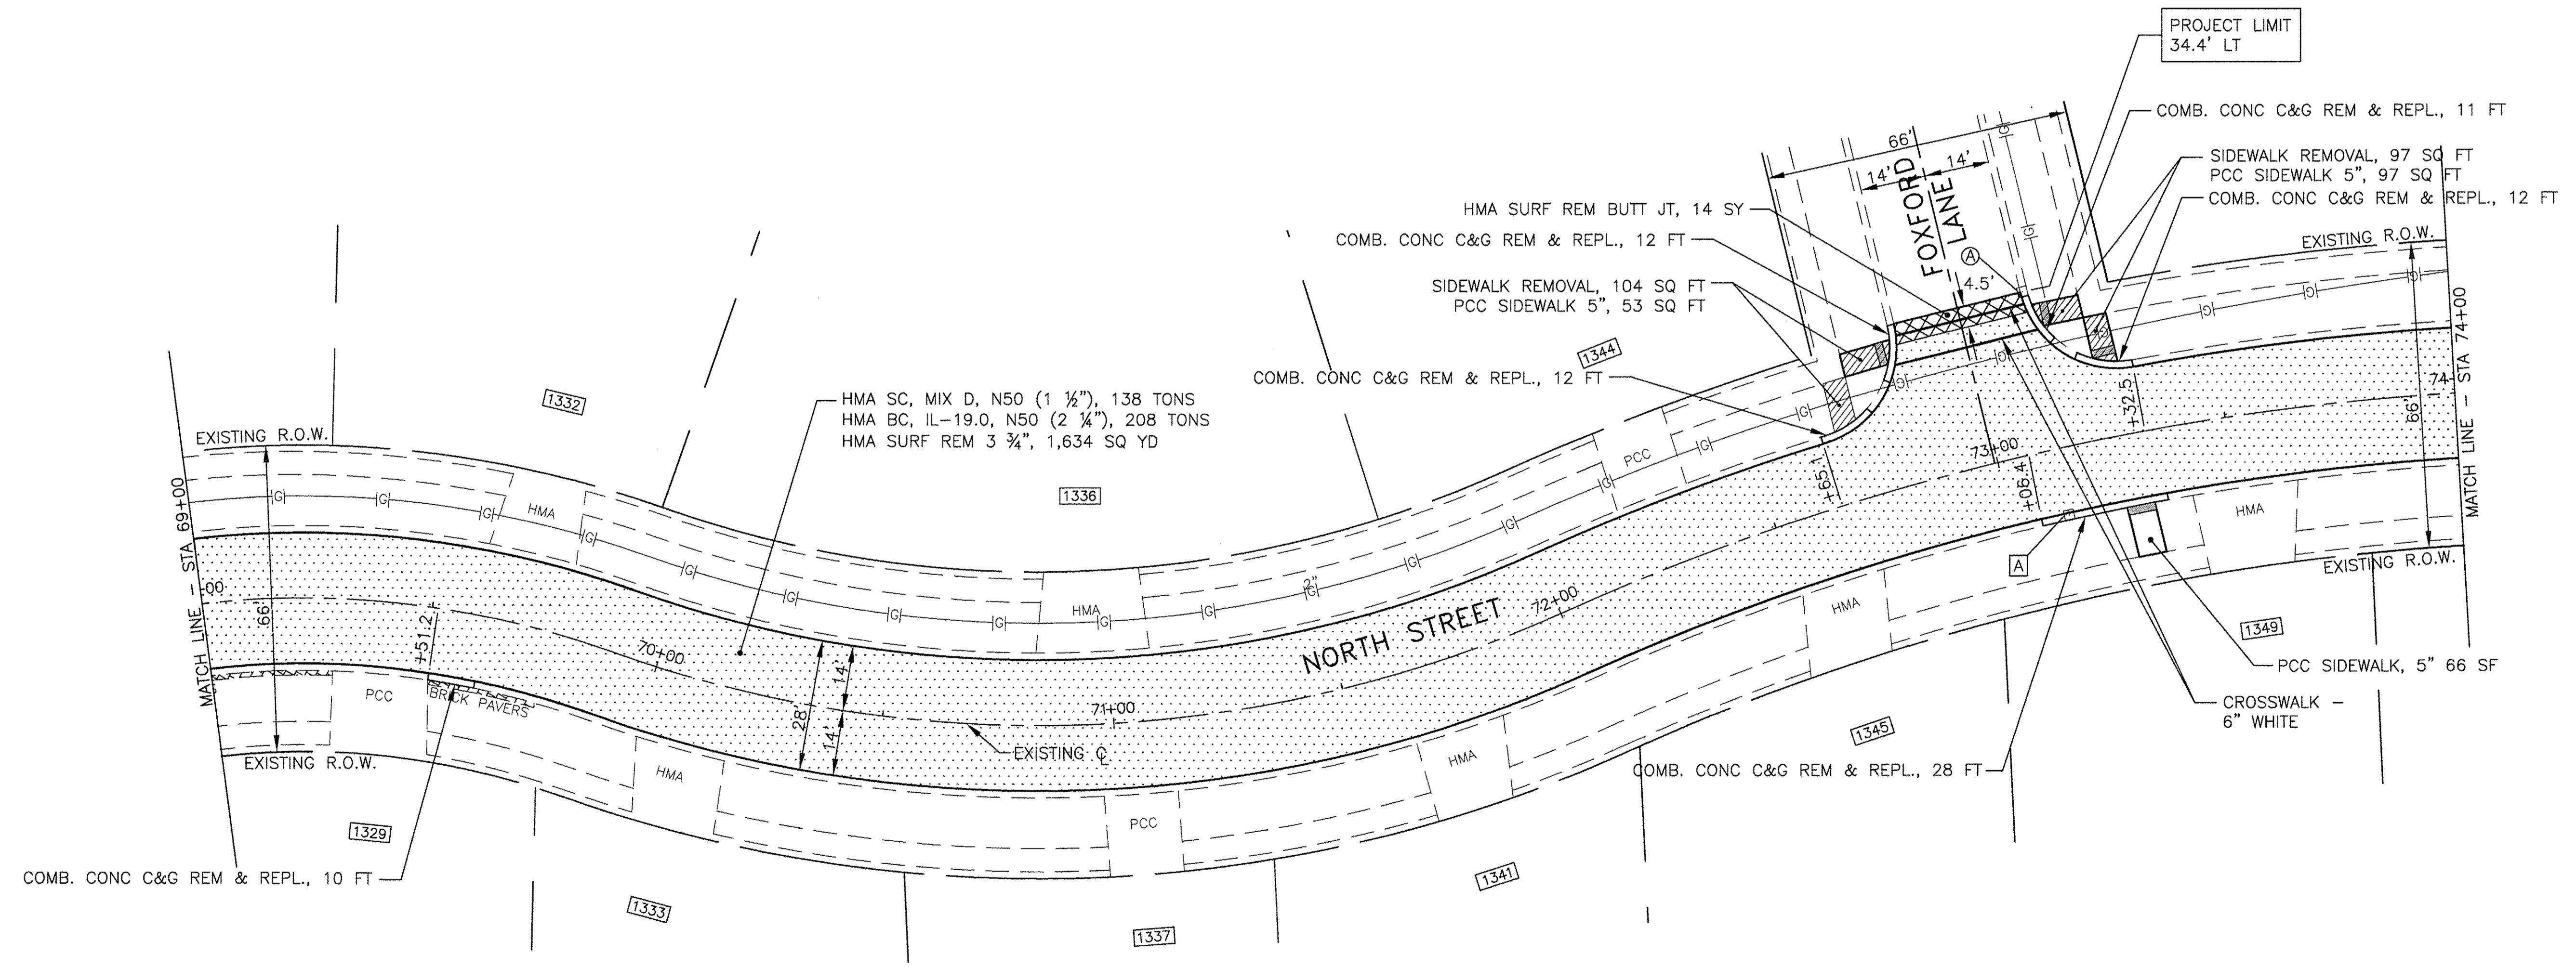 PROJECT LIMIT
34.4' LT
COMB. CONC C&G REM & REPL., 11 FT
SIDEWALK REMOVAL, 97 SQ FT
PCC SIDEWALK 5", 97 SQ FT
COMB. CONC C&G REM & REPL., 12 FT
66'
14'
14'
FOXFORD
LANE
A
4.5'
HMA SURF REM BUTT JT, 14 SY
COMB. CONC C&G REM & REPL., 12 FT
SIDEWALK REMOVAL, 104 SQ FT
PCC SIDEWALK 5", 53 SQ FT
COMB. CONC C&G REM & REPL., 12 FT
EXISTING R.O.W.
1344
1332
HMA SC, MIX D, N50 (1 ½"), 138 TONS
HMA BC, IL-19.0, N50 (2 ¼"), 208 TONS
HMA SURF REM 3 ¾", 1,634 SQ YD
EXISTING R.O.W.
MATCH LINE - STA 69+00
66'
00
G
G
G
HMA
G
G
G
G
G
G
HMA
G
2"
G
G
G
G
PCC
G
G
G
G
G
G
G
G
G
G
1336
+51.2
70+00
71+00
72+00
73+00
74
+65.1
+06.4
+32.5
66'
MATCH LINE - STA 74+00
NORTH STREET
28'
14'
14'
EXISTING ℄
PCC
BRICK PAVERS
HMA
PCC
HMA
HMA
HMA
E
A
EXISTING R.O.W.
EXISTING R.O.W.
1349
PCC SIDEWALK, 5" 66 SF
CROSSWALK -
6" WHITE
1345
COMB. CONC C&G REM & REPL., 28 FT
1329
COMB. CONC C&G REM & REPL., 10 FT
1333
1337
1341